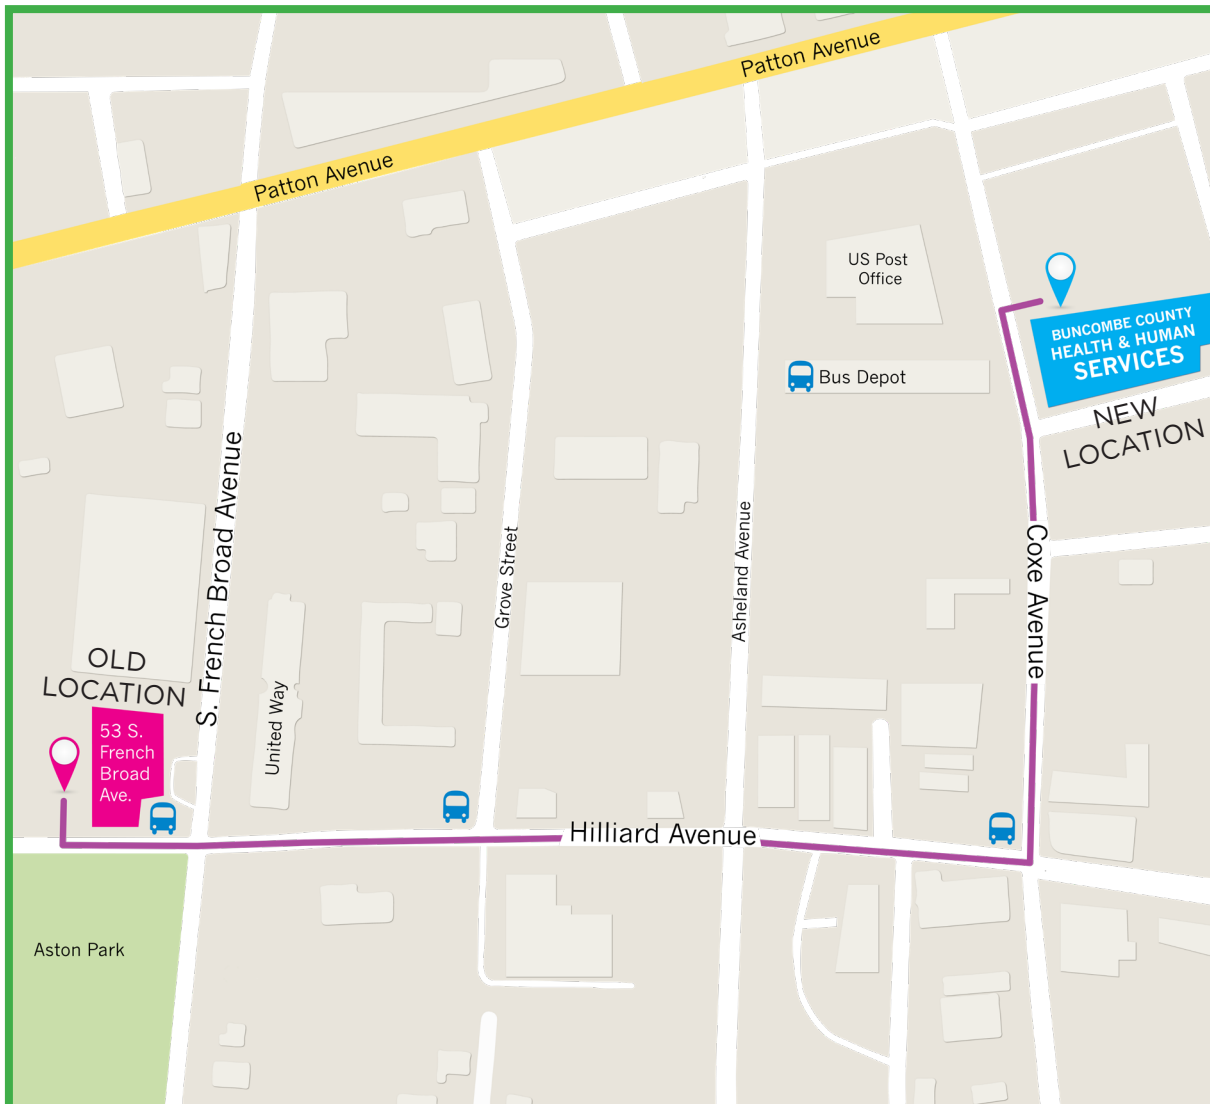 Patton Avenue
Patton Avenue
US Post
Office
BUNCOMBE COUNTY
HEALTH & HUMAN
SERVICES
Bus Depot
NEW
LOCATION
S. French Broad Avenue
Grove Street
Asheland Avenue
Coxe Avenue
OLD
LOCATION
53 S.
French
Broad
Ave.
United Way
Hilliard Avenue
Aston Park